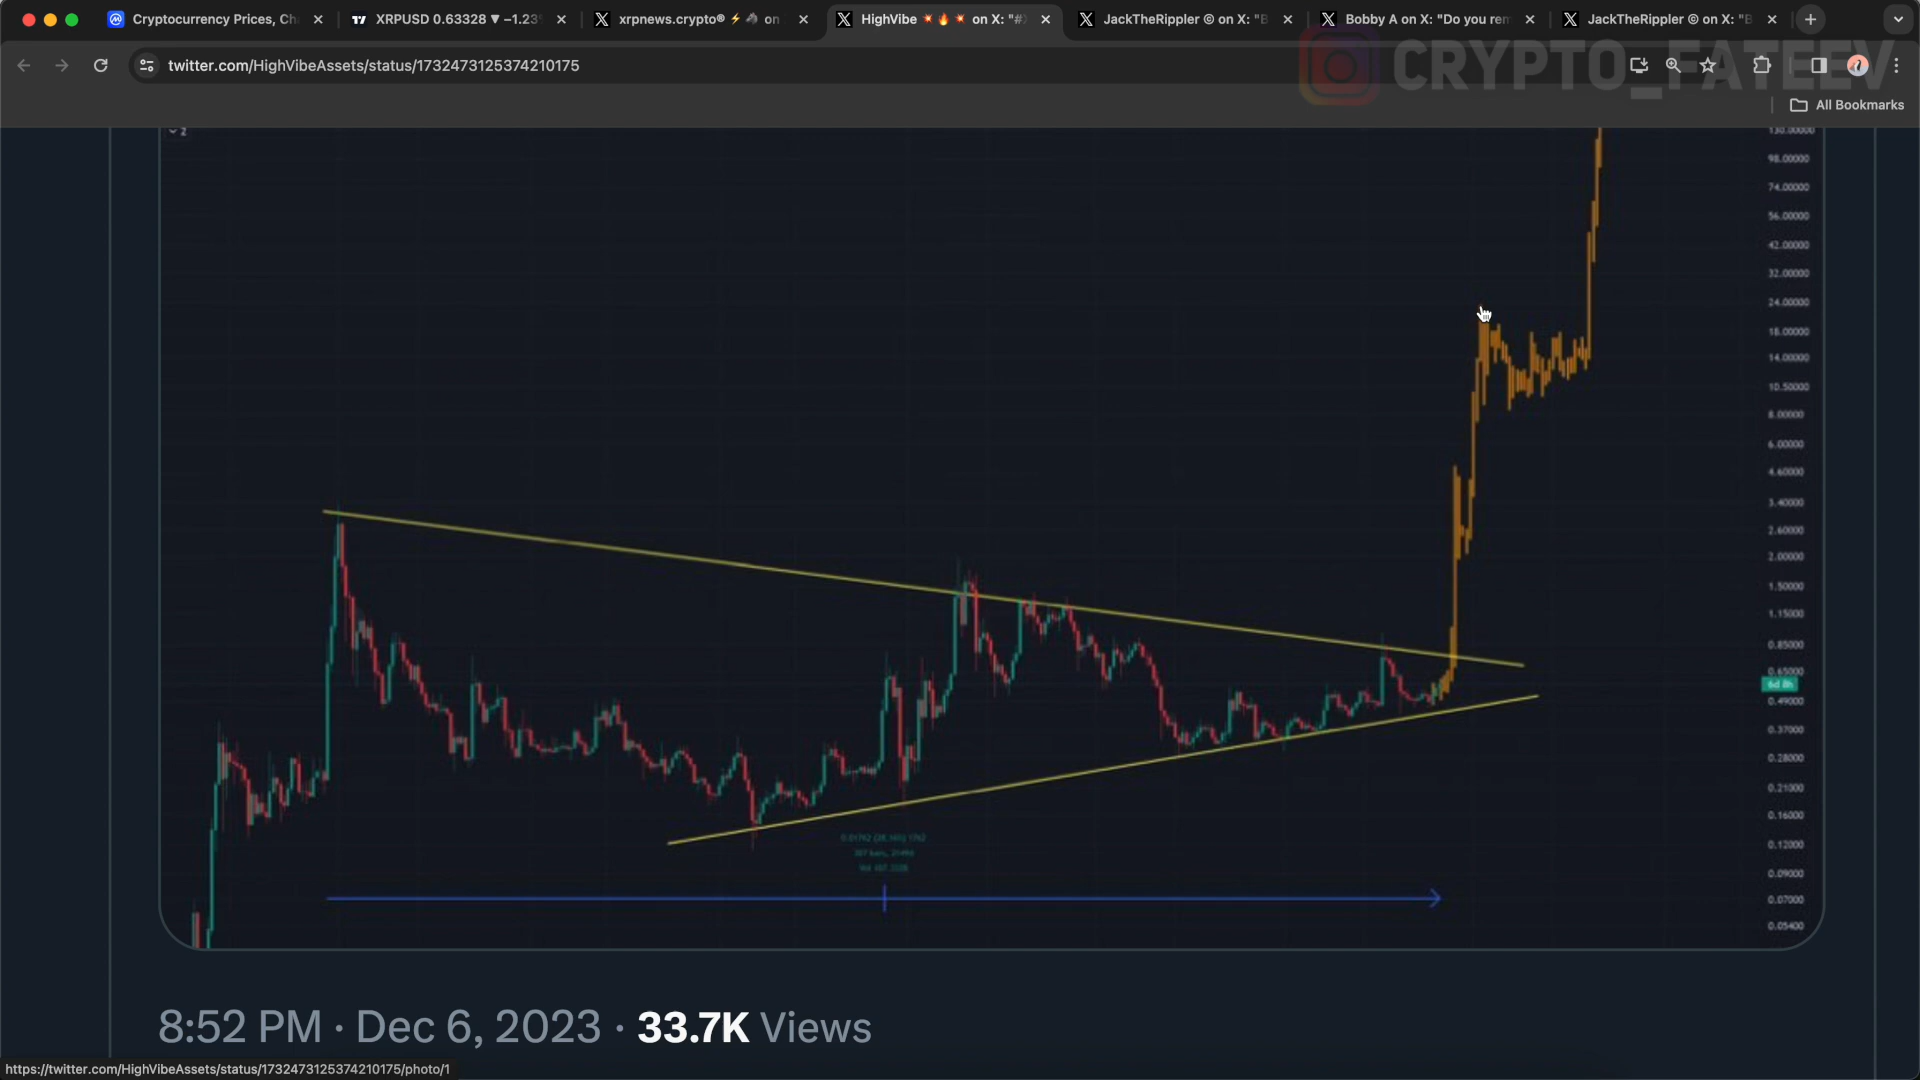 Cryptocurrency Prices, Ch
XRPUSD 0.63328 ▼ −1.23
xrpnews.crypto® ⚡ on
HighVibe 💥🔥💥 on X: "#
JackTheRippler © on X: "B
Bobby A on X: "Do you rem
JackTheRippler © on X: "B
twitter.com/HighVibeAssets/status/1732473125374210175
CRYPTO_FATEEV
All Bookmarks
2
130.00000
98.00000
74.00000
56.00000
42.00000
32.00000
24.00000
18.00000
14.00000
10.50000
8.00000
6.00000
4.60000
3.40000
2.60000
2.00000
1.50000
1.15000
0.85000
0.65000
6d 8h
0.49000
0.37000
0.28000
0.21000
0.16000
0.12000
0.09000
0.07000
0.05400
8:52 PM · Dec 6, 2023 · 33.7K Views
https://twitter.com/HighVibeAssets/status/1732473125374210175/photo/1